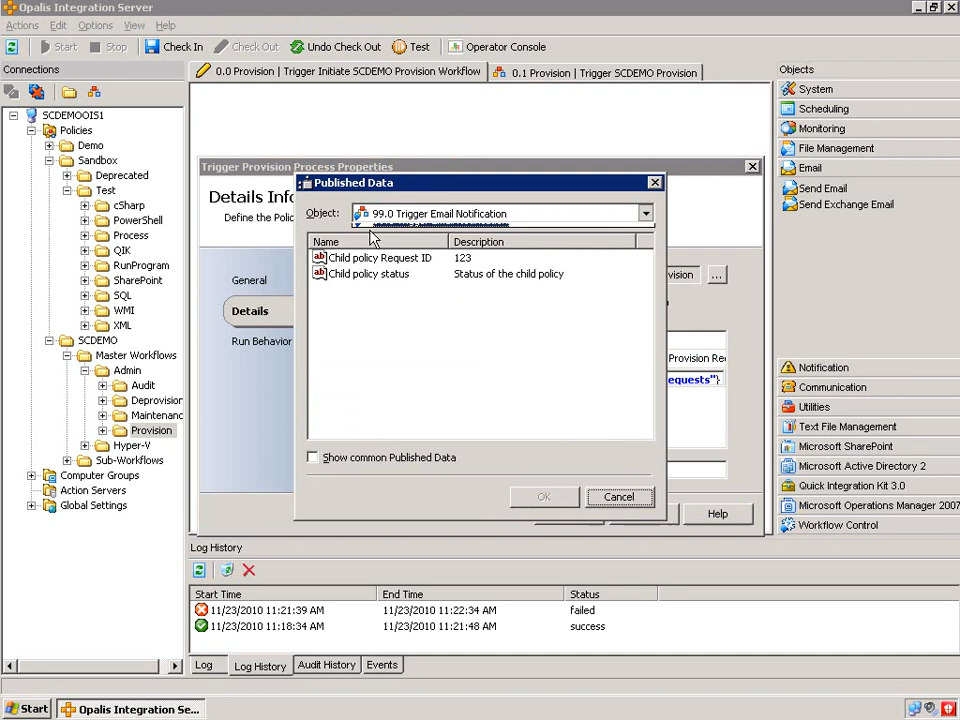 Opalis Integration Server
Actions Edit Options View Help
Start Stop Check In Check Out Undo Check Out Test Operator Console
Connections
0.0 Provision | Trigger Initiate SCDEMO Provision Workflow
0.1 Provision | Trigger SCDEMO Provision
Objects
SCDEMOOIS1
Policies
Demo
Sandbox
Deprecated
Test
cSharp
PowerShell
Process
QIK
RunProgram
SharePoint
SQL
WMI
XML
SCDEMO
Master Workflows
Admin
Audit
Deprovision
Maintenanc
Provision
Hyper-V
Sub-Workflows
Computer Groups
Action Servers
Global Settings
Trigger Provision Process Properties
Details Info
Define the Polic
General
Details
Run Behavior
ovision
...
Provision Rec
equests"}
Help
Published Data
Object:
99.0 Trigger Email Notification
Name Description
Child policy Request ID 123
Child policy status Status of the child policy
Show common Published Data
OK Cancel
System
Scheduling
Monitoring
File Management
Email
Send Email
Send Exchange Email
Notification
Communication
Utilities
Text File Management
Microsoft SharePoint
Microsoft Active Directory 2
Quick Integration Kit 3.0
Microsoft Operations Manager 2007
Workflow Control
Log History
Start Time End Time Status
11/23/2010 11:21:39 AM 11/23/2010 11:22:34 AM failed
11/23/2010 11:18:34 AM 11/23/2010 11:21:48 AM success
Log Log History Audit History Events
Start Opalis Integration Se...